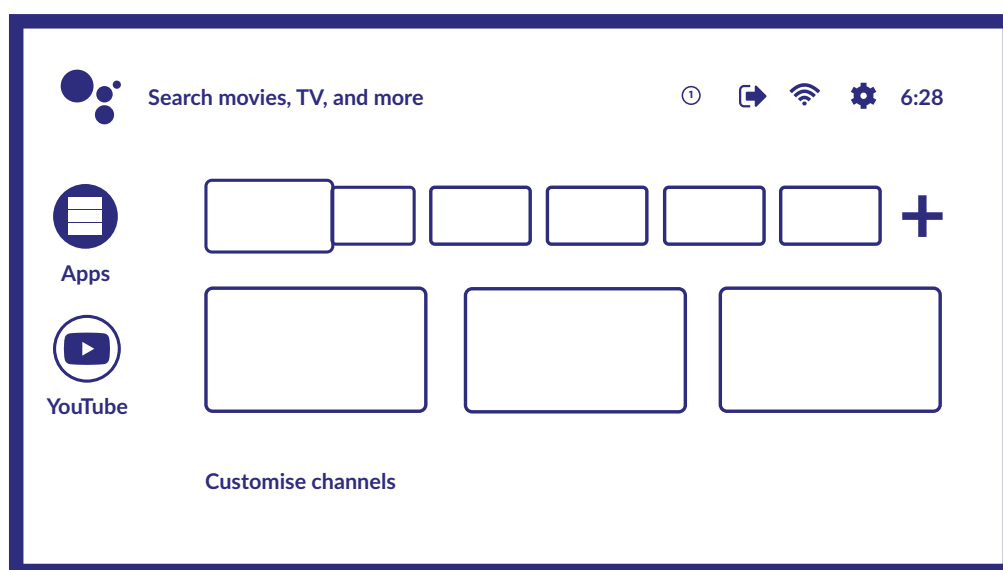 Search movies, TV, and more
1
6:28
Apps
YouTube
Customise channels